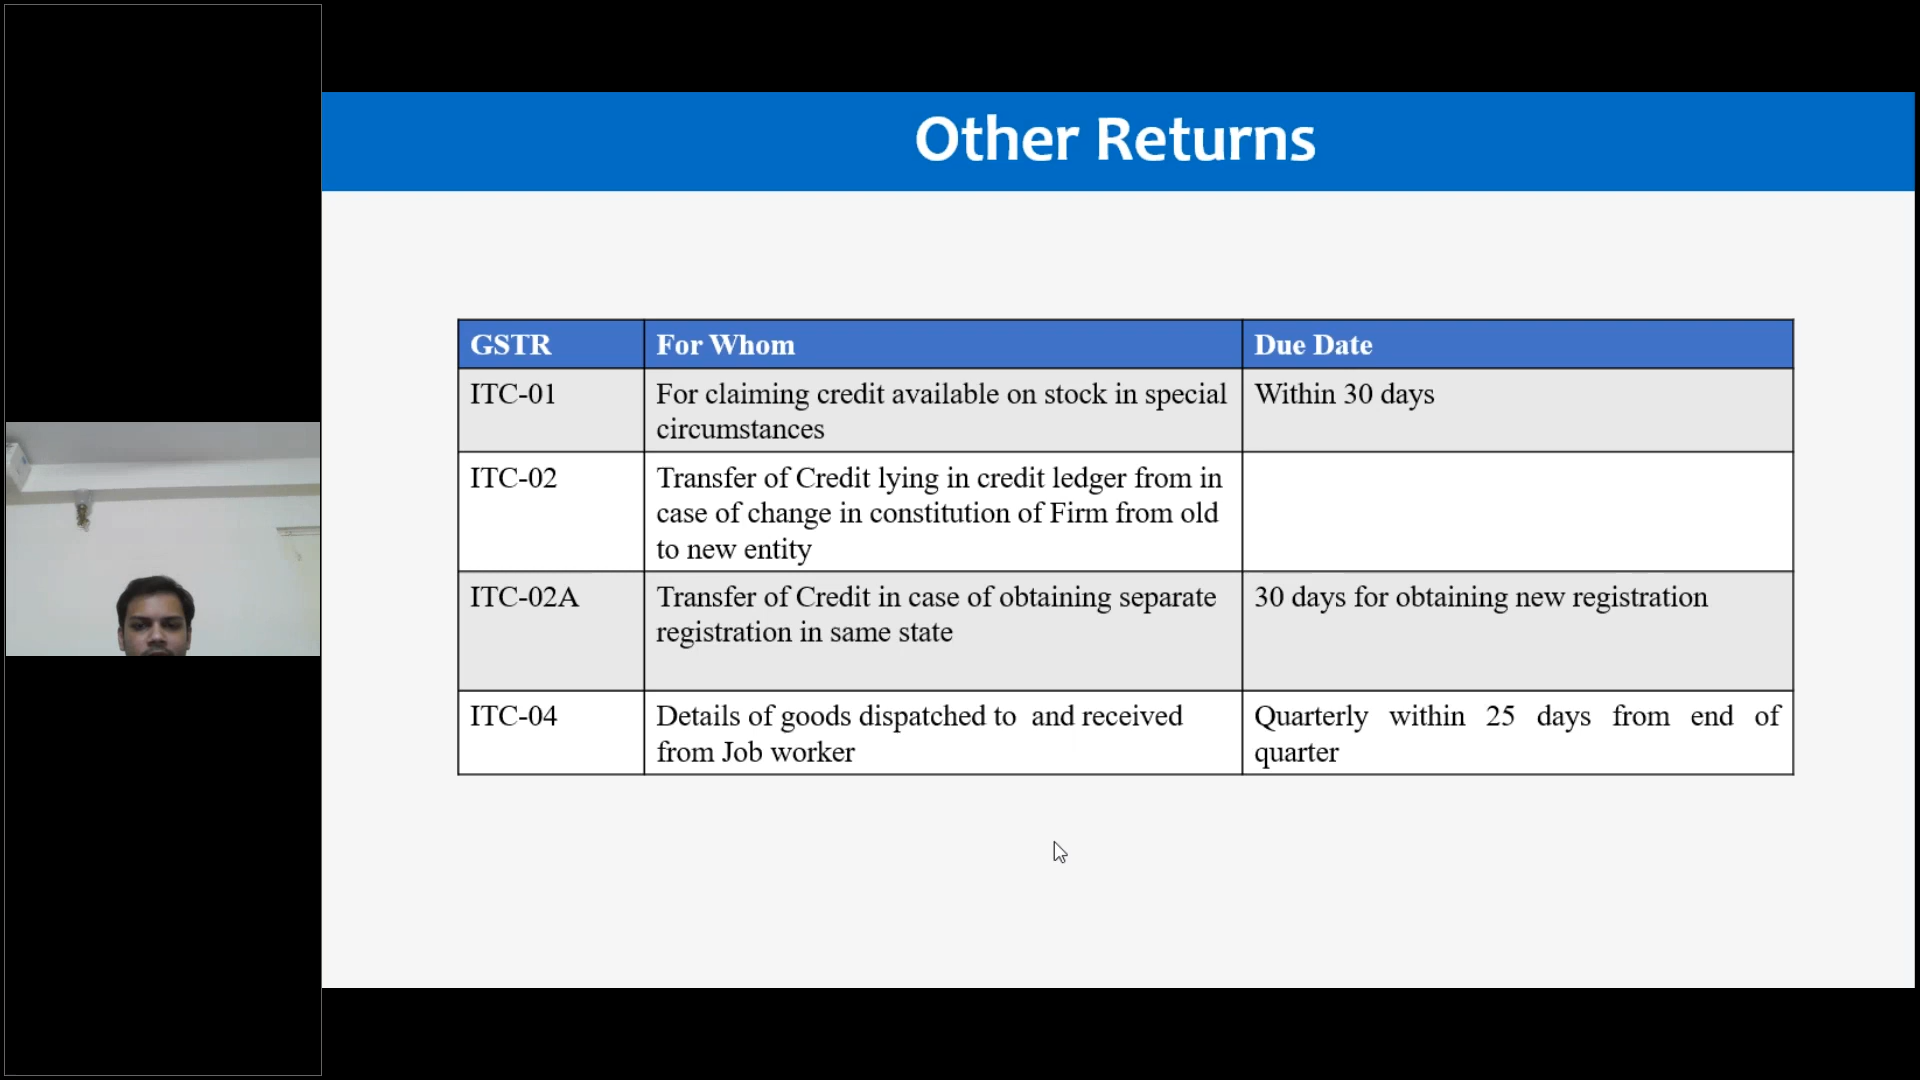 Other Returns
GSTR
For Whom
Due Date
ITC-01
For claiming credit available on stock in special
circumstances
Within 30 days
ITC-02
Transfer of Credit lying in credit ledger from in
case of change in constitution of Firm from old
to new entity
ITC-02A
Transfer of Credit in case of obtaining separate
registration in same state
30 days for obtaining new registration
ITC-04
Details of goods dispatched to  and received
from Job worker
Quarterly within 25 days from end of
quarter